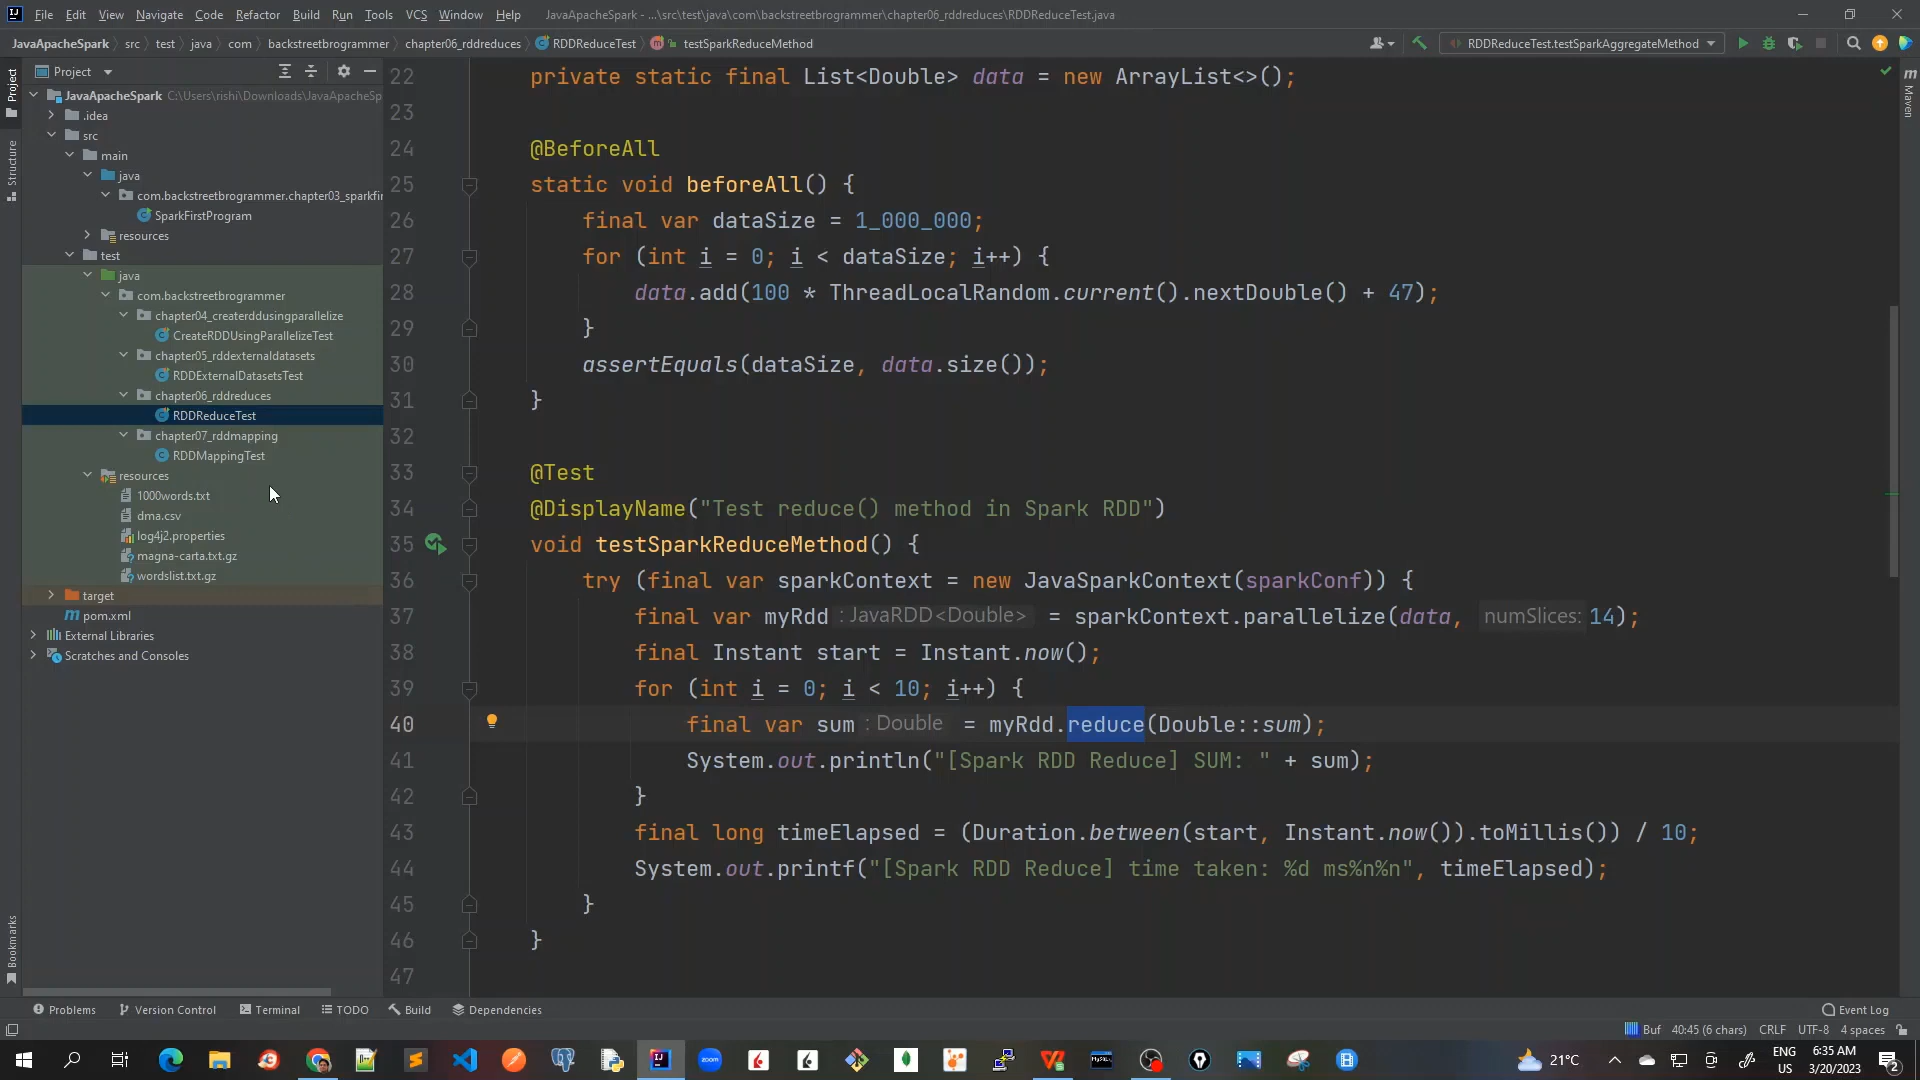 File Edit View Navigate Code Refactor Build Run Tools VCS Window Help JavaApacheSpark - ...\src\test\java\com\backstreetbrogrammer\chapter06_rddreduces\RDDReduceTest.java
JavaApacheSpark src test java com backstreetbrogrammer chapter06_rddreduces RDDReduceTest testSparkReduceMethod RDDReduceTest.testSparkAggregateMethod
Project
JavaApacheSpark C:\Users\rishi\Downloads\JavaApacheSp
.idea
src
main
java
com.backstreetbrogrammer.chapter03_sparkfir
SparkFirstProgram
resources
test
java
com.backstreetbrogrammer
chapter04_createrddusingparallelize
CreateRDDUsingParallelizeTest
chapter05_rddexternaldatasets
RDDExternalDatasetsTest
chapter06_rddreduces
RDDReduceTest
chapter07_rddmapping
RDDMappingTest
resources
1000words.txt
dma.csv
log4j2.properties
magna-carta.txt.gz
wordslist.txt.gz
target
pom.xml
External Libraries
Scratches and Consoles
Project
Structure
Bookmarks
22 private static final List<Double> data = new ArrayList<>();
23
24 @BeforeAll
25 static void beforeAll() {
26 final var dataSize = 1_000_000;
27 for (int i = 0; i < dataSize; i++) {
28 data.add(100 * ThreadLocalRandom.current().nextDouble() + 47);
29 }
30 assertEquals(dataSize, data.size());
31 }
32
33 @Test
34 @DisplayName("Test reduce() method in Spark RDD")
35 void testSparkReduceMethod() {
36 try (final var sparkContext = new JavaSparkContext(sparkConf)) {
37 final var myRdd : JavaRDD<Double> = sparkContext.parallelize(data, numSlices: 14);
38 final Instant start = Instant.now();
39 for (int i = 0; i < 10; i++) {
40 final var sum : Double = myRdd.reduce(Double::sum);
41 System.out.println("[Spark RDD Reduce] SUM: " + sum);
42 }
43 final long timeElapsed = (Duration.between(start, Instant.now()).toMillis()) / 10;
44 System.out.printf("[Spark RDD Reduce] time taken: %d ms%n%n", timeElapsed);
45 }
46 }
47
m Maven
Problems Version Control Terminal TODO Build Dependencies Event Log
Buf 40:45 (6 chars) CRLF UTF-8 4 spaces
21°C ENG US 6:35 AM 3/20/2023 2